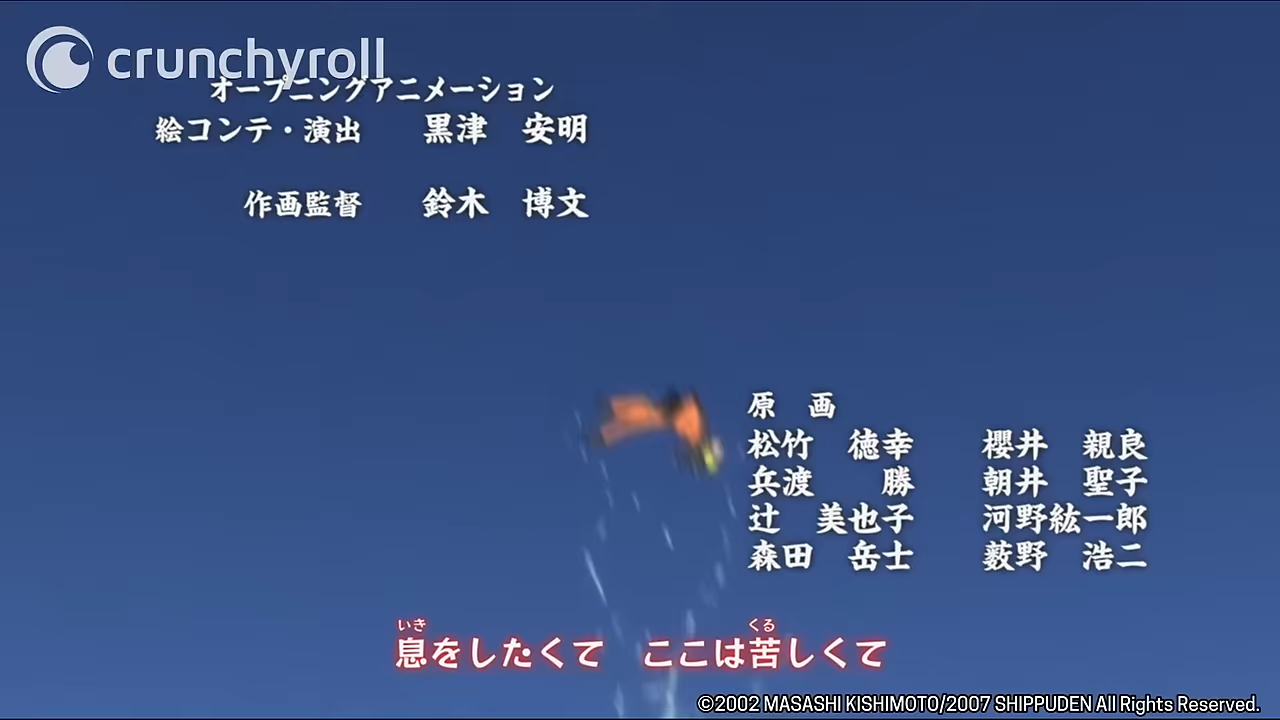 crunchyroll
オープニングアニメーション
絵コンテ・演出　黒津　安明
作画監督　鈴木　博文
原　画
松竹　徳幸　櫻井　親良
兵渡　勝　朝井　聖子
辻　美也子　河野紘一郎
森田　岳士　薮野　浩二
いき　くる
息をしたくて　ここは苦しくて
©2002 MASASHI KISHIMOTO/2007 SHIPPUDEN All Rights Reserved.